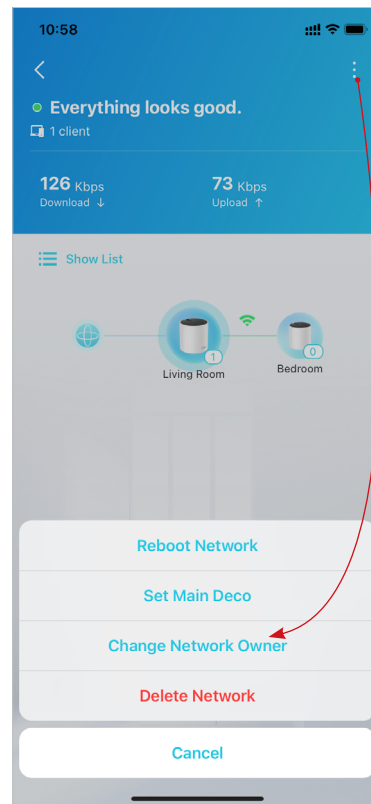 10:58
Everything looks good.
1 client
126 Kbps
Download ↓
73 Kbps
Upload ↑
Show List
1
0
Living Room
Bedroom
Reboot Network
Set Main Deco
Change Network Owner
Delete Network
Cancel